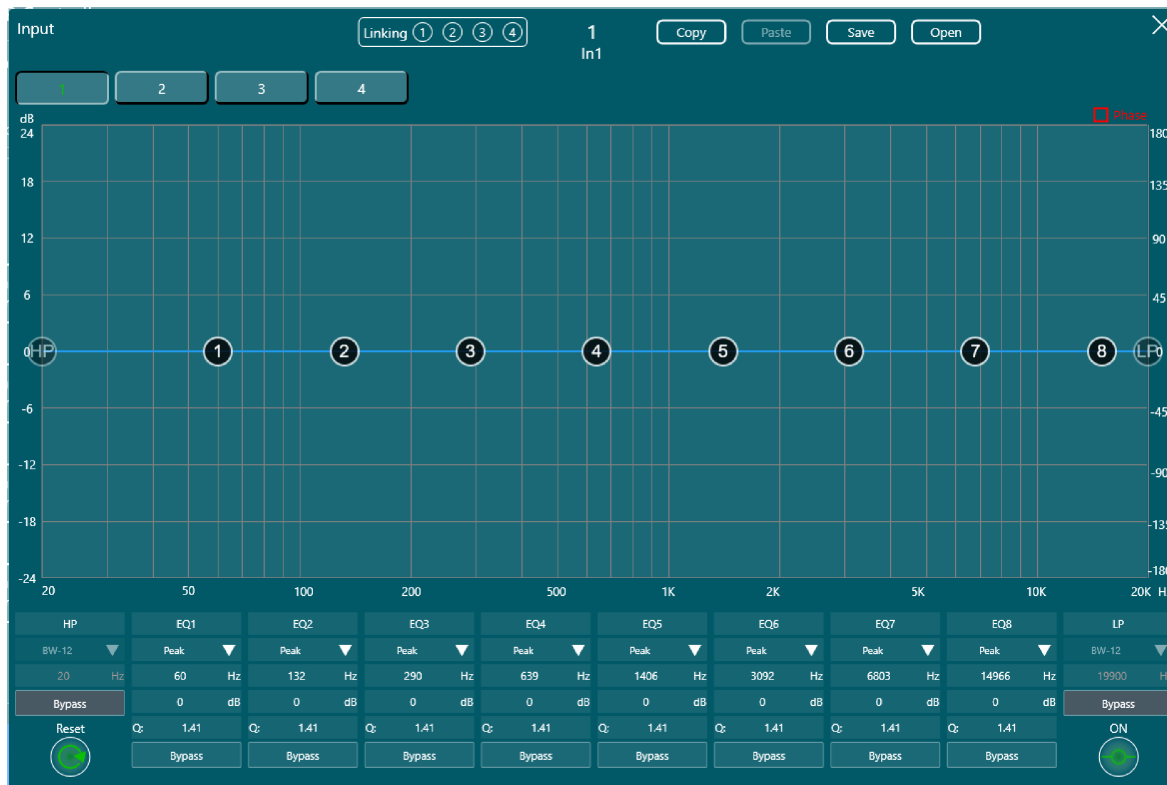 Input
Linking 1 2 3 4
1
In1
Copy Paste Save Open
1 2 3 4
dB
Phase
24 180
18 135
12 90
6 45
0 HP 1 2 3 4 5 6 7 8 LP 0
-6 -45
-12 -90
-18 -135
-24 -180
20 50 100 200 500 1K 2K 5K 10K 20K H
HP EQ1 EQ2 EQ3 EQ4 EQ5 EQ6 EQ7 EQ8 LP
BW-12 Peak Peak Peak Peak Peak Peak Peak Peak BW-12
20 Hz 60 Hz 132 Hz 290 Hz 639 Hz 1406 Hz 3092 Hz 6803 Hz 14966 Hz 19900 H
Bypass 0 dB 0 dB 0 dB 0 dB 0 dB 0 dB 0 dB 0 dB Bypass
Reset Q: 1.41 Q: 1.41 Q: 1.41 Q: 1.41 Q: 1.41 Q: 1.41 Q: 1.41 Q: 1.41 ON
Bypass Bypass Bypass Bypass Bypass Bypass Bypass Bypass